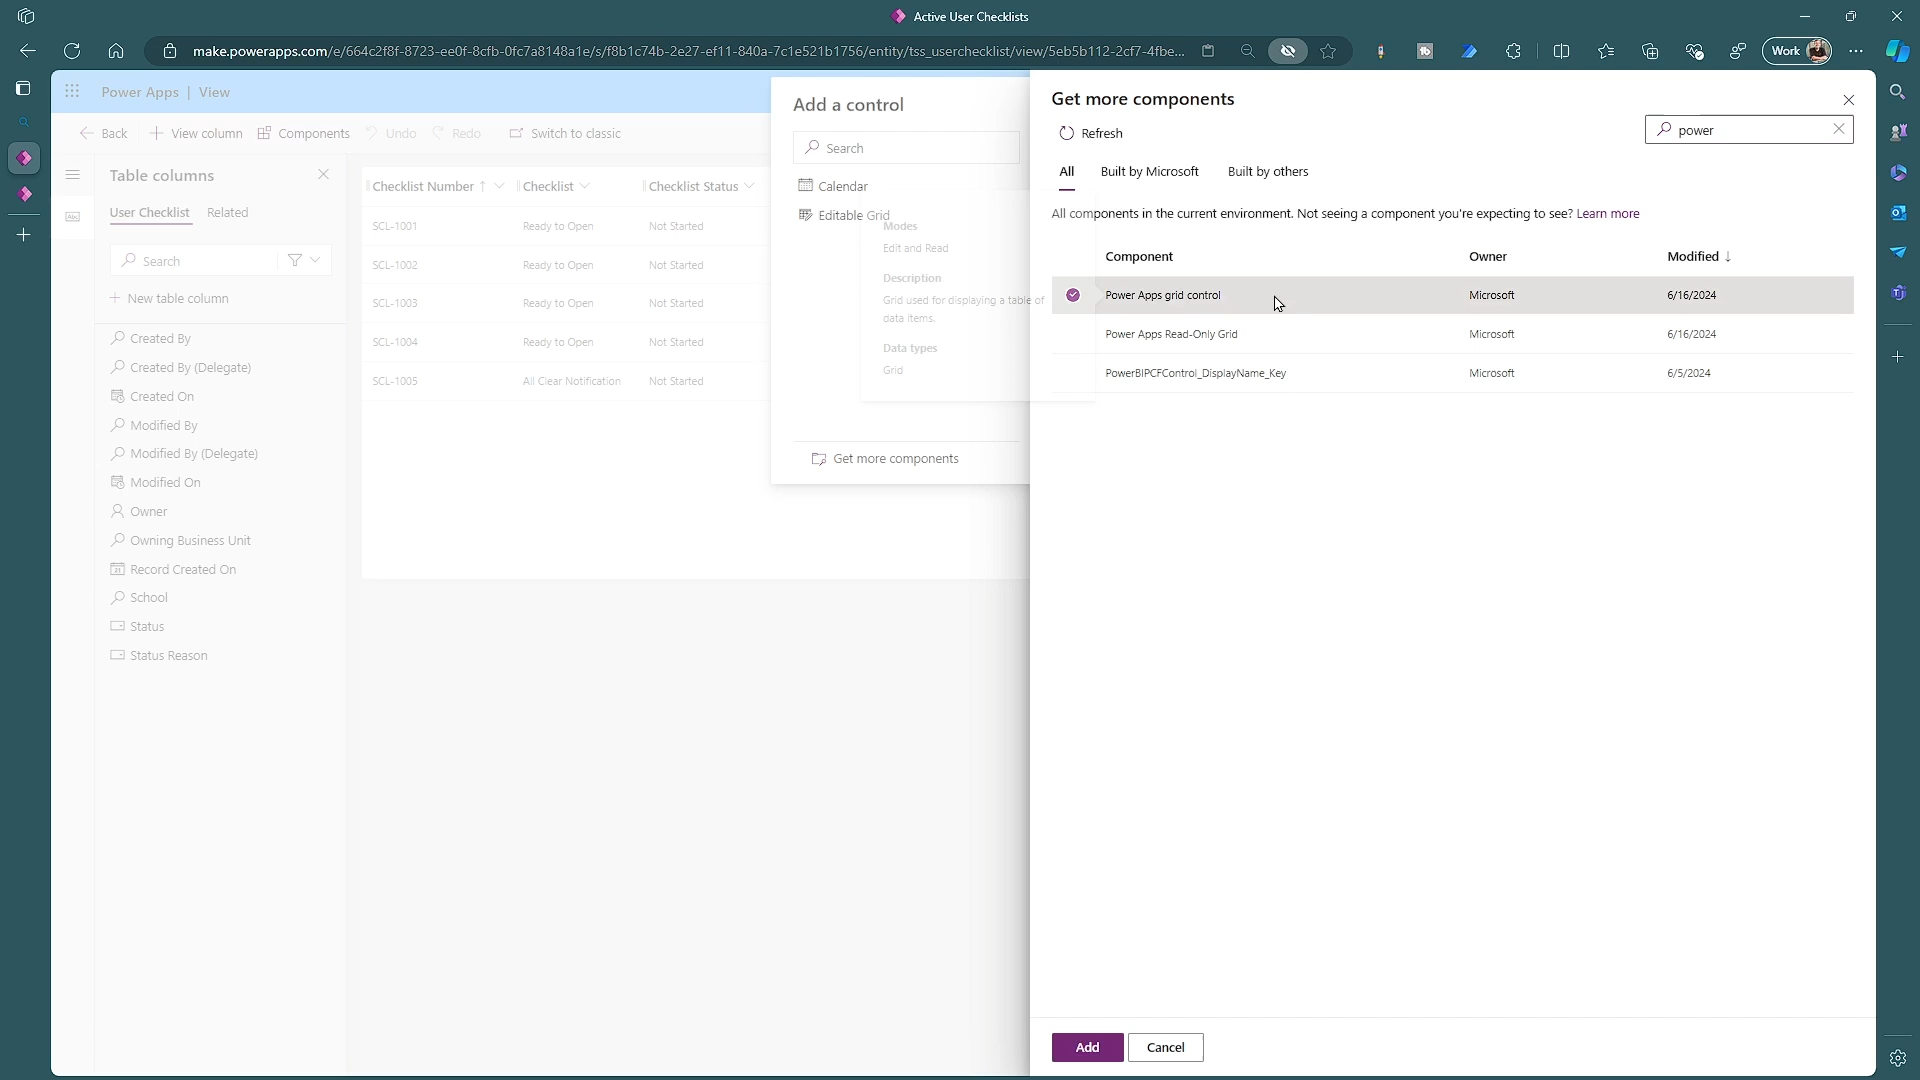 Active User Checklists
make.powerapps.com/e/664c2f8f-8723-ee0f-8cfb-0fc7a8148a1e/s/f8b1c74b-2e27-ef11-840a-7c1e521b1756/entity/tss_userchecklist/view/5eb5b112-2cf7-4fbe...
Work
Power Apps | View
Back
View column
Components
Undo
Redo
Switch to classic
Table columns
User Checklist
Related
Search
New table column
Created By
Created By (Delegate)
Created On
Modified By
Modified By (Delegate)
Modified On
Owner
Owning Business Unit
Record Created On
School
Status
Status Reason
Checklist Number Checklist Checklist Status
SCL-1001 Ready to Open Not Started
SCL-1002 Ready to Open Not Started
SCL-1003 Ready to Open Not Started
SCL-1004 Ready to Open Not Started
SCL-1005 All Clear Notification Not Started
Add a control
Search
Calendar
Editable Grid
Modes
Edit and Read
Description
Grid used for displaying a table of
data items.
Data types
Grid
Get more components
Get more components
Refresh
power
All
Built by Microsoft
Built by others
All components in the current environment. Not seeing a component you're expecting to see? Learn more
Component Owner Modified ↓
Power Apps grid control Microsoft 6/16/2024
Power Apps Read-Only Grid Microsoft 6/16/2024
PowerBIPCFControl_DisplayName_Key Microsoft 6/5/2024
Add
Cancel